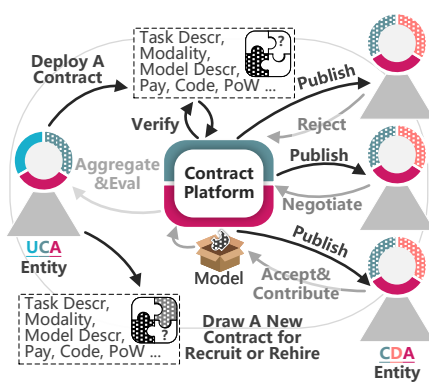 Deploy A
Contract
Task Descr,
Modality,
Model Descr,
Pay, Code, PoW ...
?
Publish
Verify
Reject
Aggregate
&Eval
Contract
Platform
Publish
Negotiate
UCA
Entity
Model
Publish
Accept&
Contribute
Task Descr,
Modality,
Model Descr,
Pay, Code, PoW ...
?
Draw A New
Contract for
Recruit or Rehire
CDA
Entity